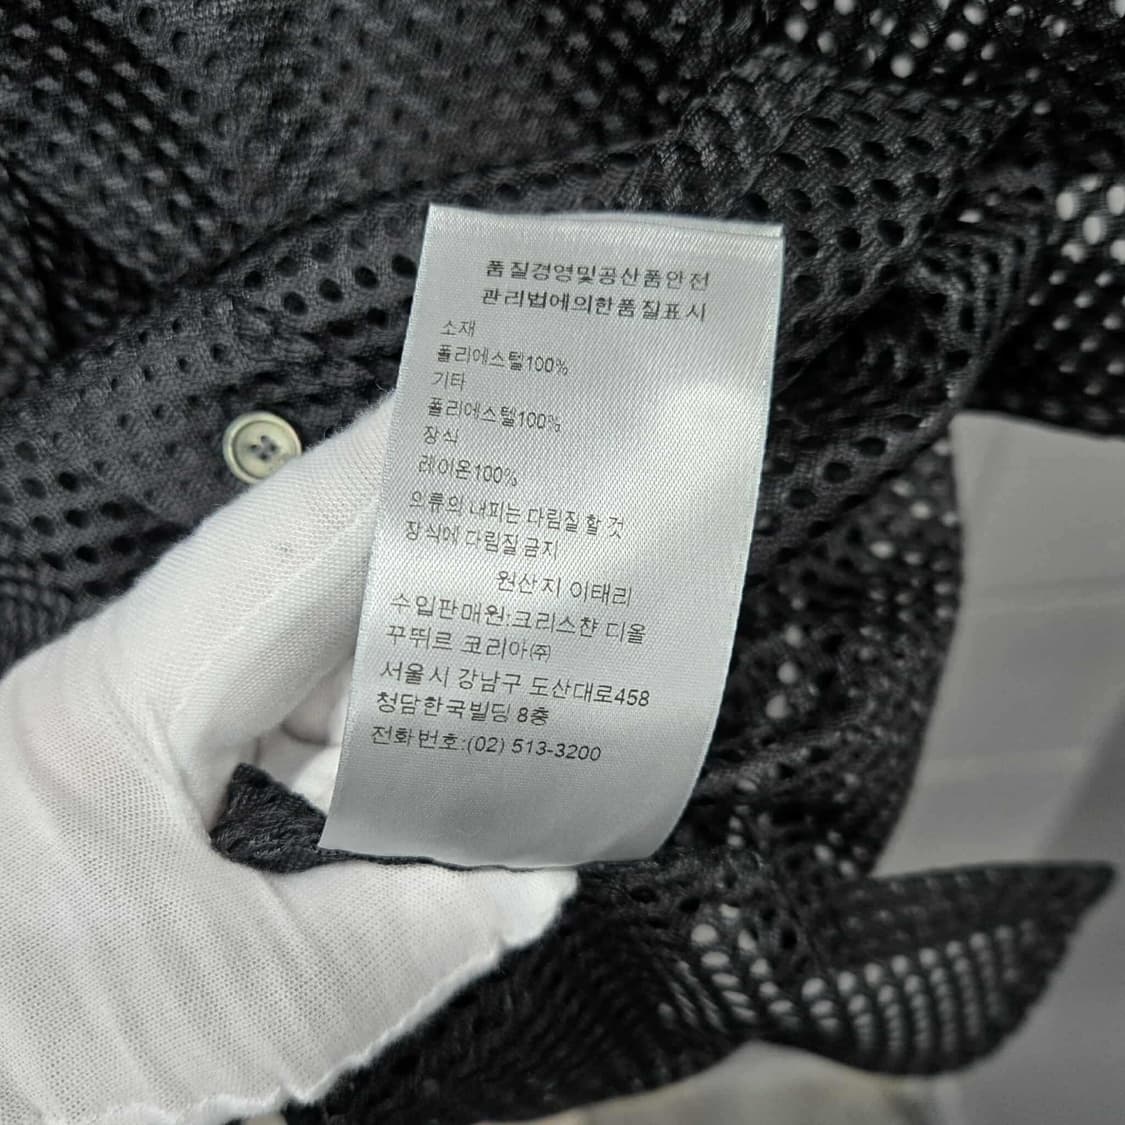 품질경영및공산품안전
관리법에의한품질표시
소재
폴리에스텔100%
기타
폴리에스텔100%
장식
레이온100%
의류의 내피는 다림질 할 것
장식에 다림질 금지
원산지 이태리
수입판매원:크리스챤 디올
꾸뛰르 코리아㈜
서울시 강남구 도산대로458
청담한국빌딩 8층
전화번호:(02) 513-3200